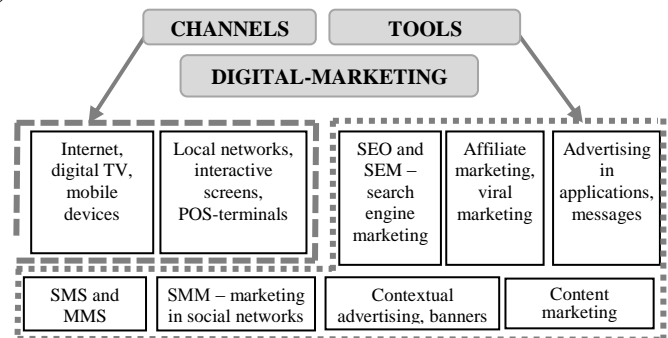 CHANNELS
TOOLS
DIGITAL-MARKETING
Internet,
digital TV,
mobile
devices
Local networks,
interactive
screens,
POS-terminals
SEO and
SEM –
search
engine
marketing
Affiliate
marketing,
viral
marketing
Advertising
in
applications,
messages
SMS and
MMS
SMM – marketing
in social networks
Contextual
advertising, banners
Content
marketing